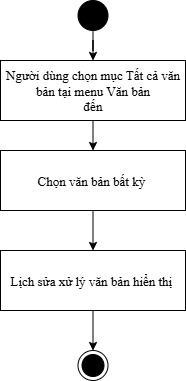 Người dùng chọn mục Tất cả văn
bản tại menu Văn bản
đến
Chọn văn bản bất kỳ
Lịch sửa xử lý văn bản hiển thị